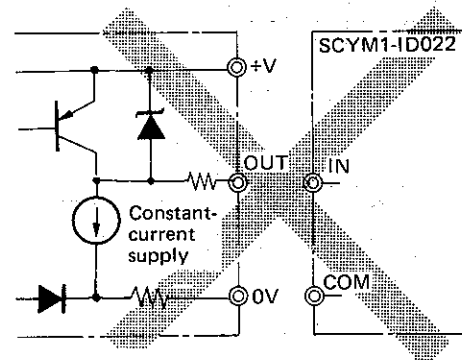 SCYM1-ID022
+V
OUT
IN
Constant-
current
supply
COM
0V